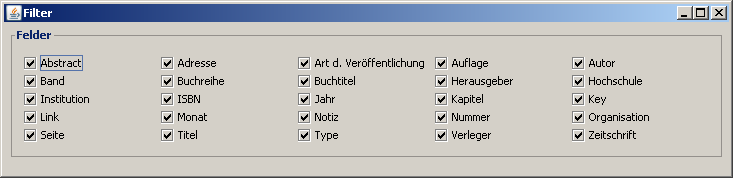 Filter
Felder
Abstract Adresse Art d. Veröffentlichung Auflage Autor
Band Buchreihe Buchtitel Herausgeber Hochschule
Institution ISBN Jahr Kapitel Key
Link Monat Notiz Nummer Organisation
Seite Titel Type Verleger Zeitschrift